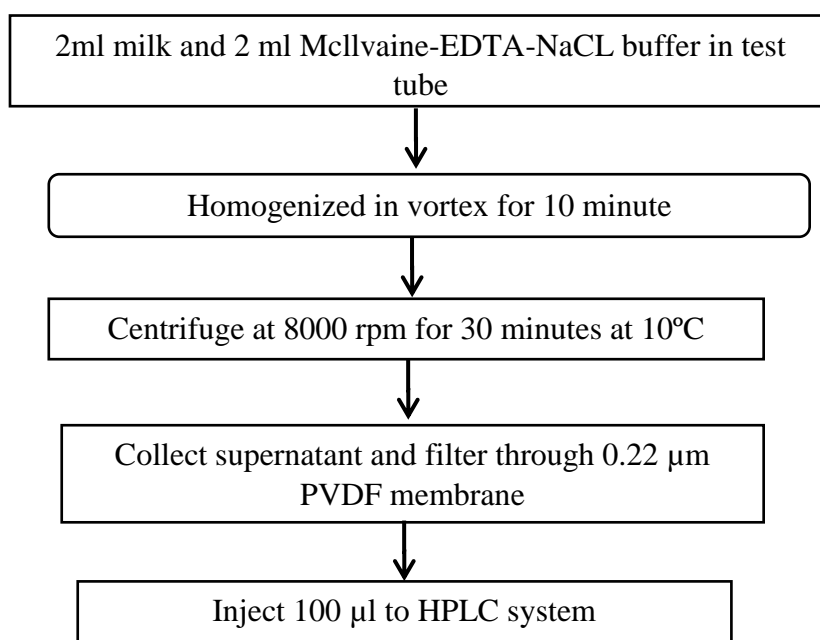 2ml milk and 2 ml Mcllvaine-EDTA-NaCL buffer in test
tube
Homogenized in vortex for 10 minute
Centrifuge at 8000 rpm for 30 minutes at 10ºC
Collect supernatant and filter through 0.22 µm
PVDF membrane
Inject 100 µl to HPLC system